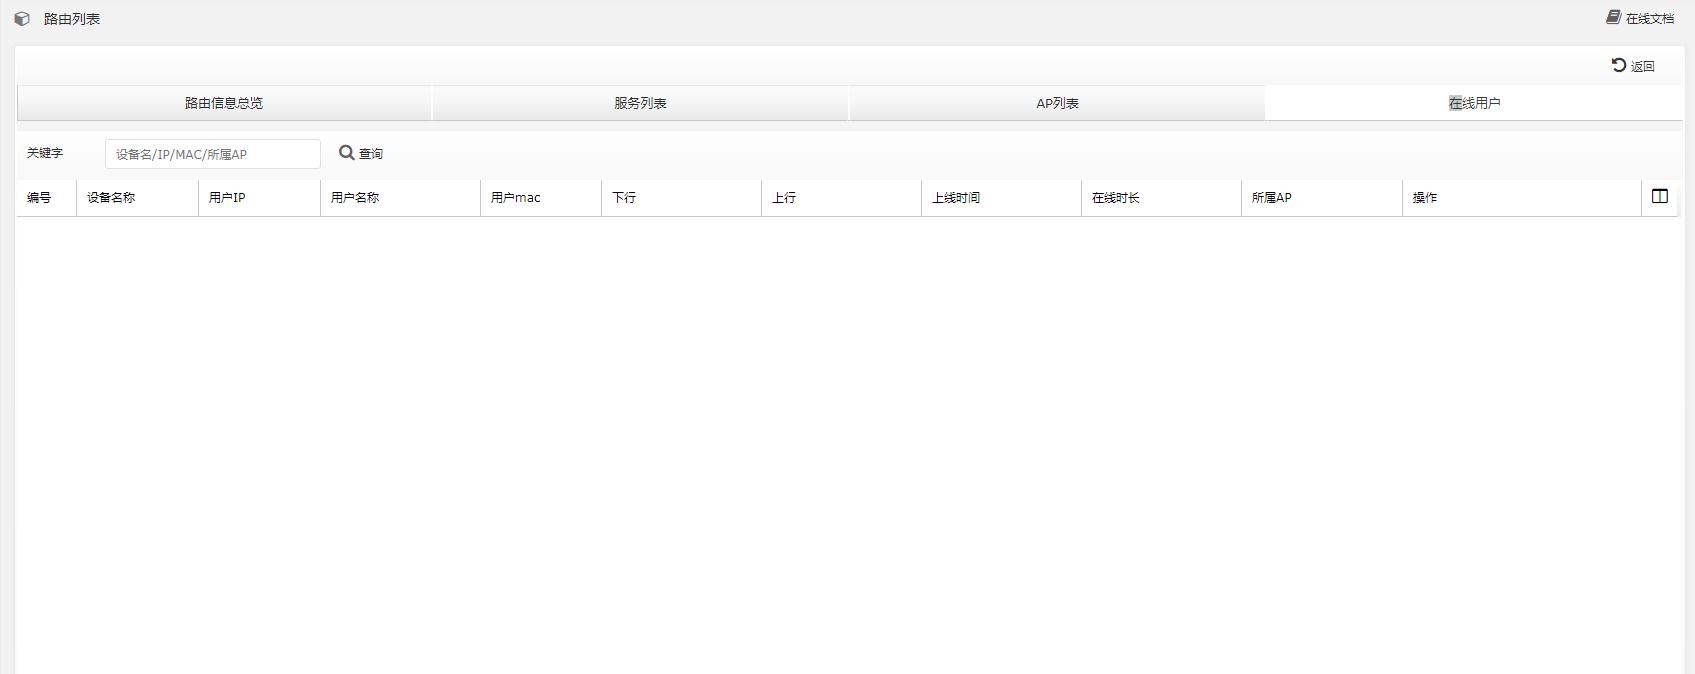 路由列表 在线文档
返回
路由信息总览 服务列表 AP列表 在线用户
关键字 设备名/IP/MAC/所属AP 查询
编号 设备名称 用户IP 用户名称 用户mac 下行 上行 上线时间 在线时长 所属AP 操作